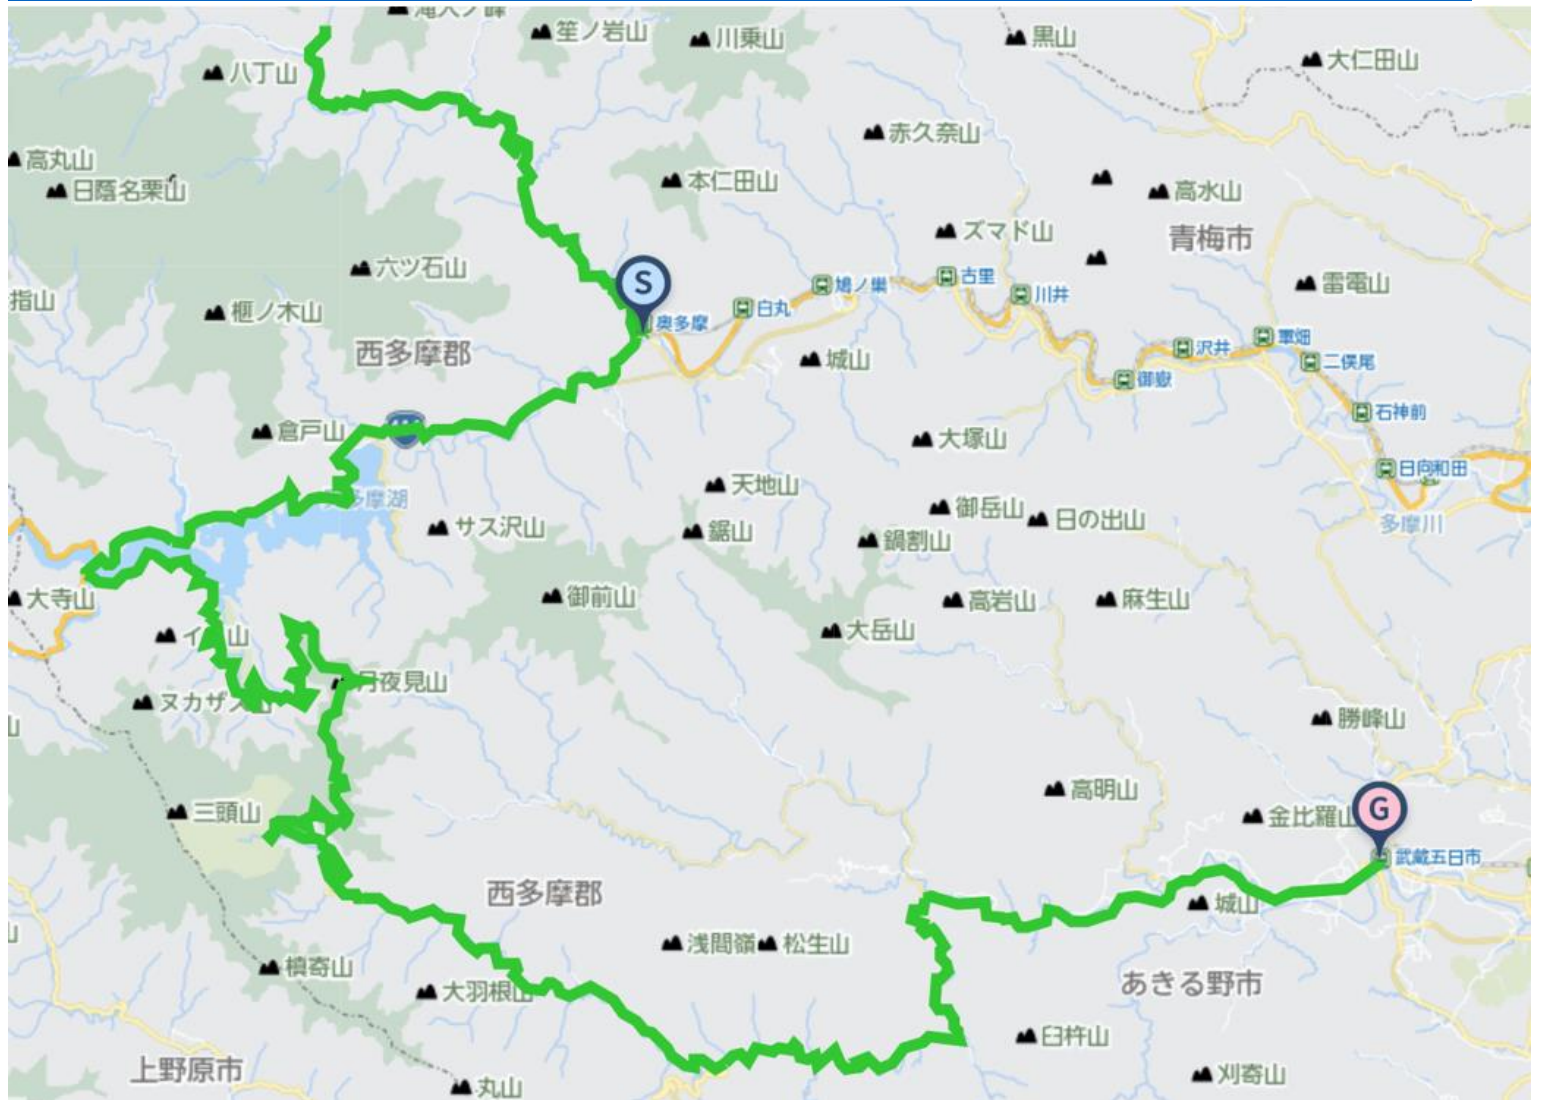 笙ノ岩山
川乗山
黒山
大仁田山
八丁山
赤久奈山
高丸山
日蔭名栗山
本仁田山
高水山
ズマド山
青梅市
六ツ石山
S
古里
鳩ノ巣
川井
雷電山
指山
榧ノ木山
白丸
奥多摩
西多摩郡
城山
沢井
軍畑
二俣尾
御嶽
石神前
倉戸山
大塚山
日向和田
天地山
多摩湖
サス沢山
鋸山
御岳山
日の出山
多摩川
鍋割山
大寺山
御前山
高岩山
麻生山
大岳山
山
月夜見山
ヌカザス山
山
勝峰山
三頭山
高明山
金比羅山
G
武蔵五日市
西多摩郡
城山
山
浅間嶺
松生山
槙寄山
大羽根山
あきる野市
臼杵山
上野原市
丸山
刈寄山